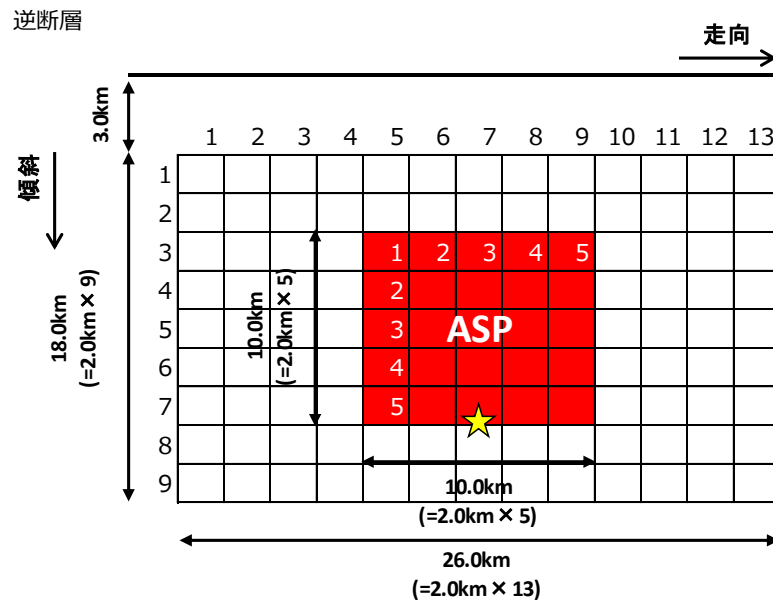 逆断層
走向
3.0km
1 2 3 4 5 6 7 8 9 10 11 12 13
傾斜
1
2
3 1 2 3 4 5
4 2
5 3 ASP
6 4
7 5
8
9
18.0km
(=2.0km × 9)
10.0km
(=2.0km × 5)
10.0km
(=2.0km × 5)
26.0km
(=2.0km × 13)